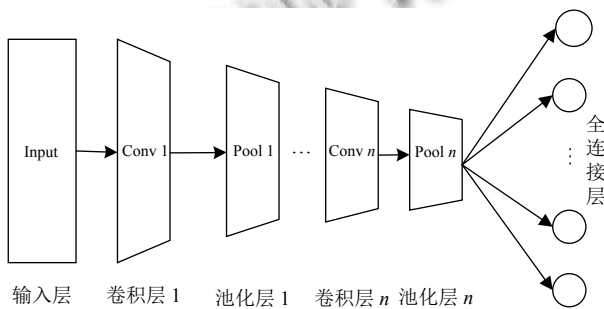 Input
Conv 1
Pool 1
…
Conv n
Pool n
…
全连接层
输入层
卷积层 1
池化层 1
卷积层 n
池化层 n